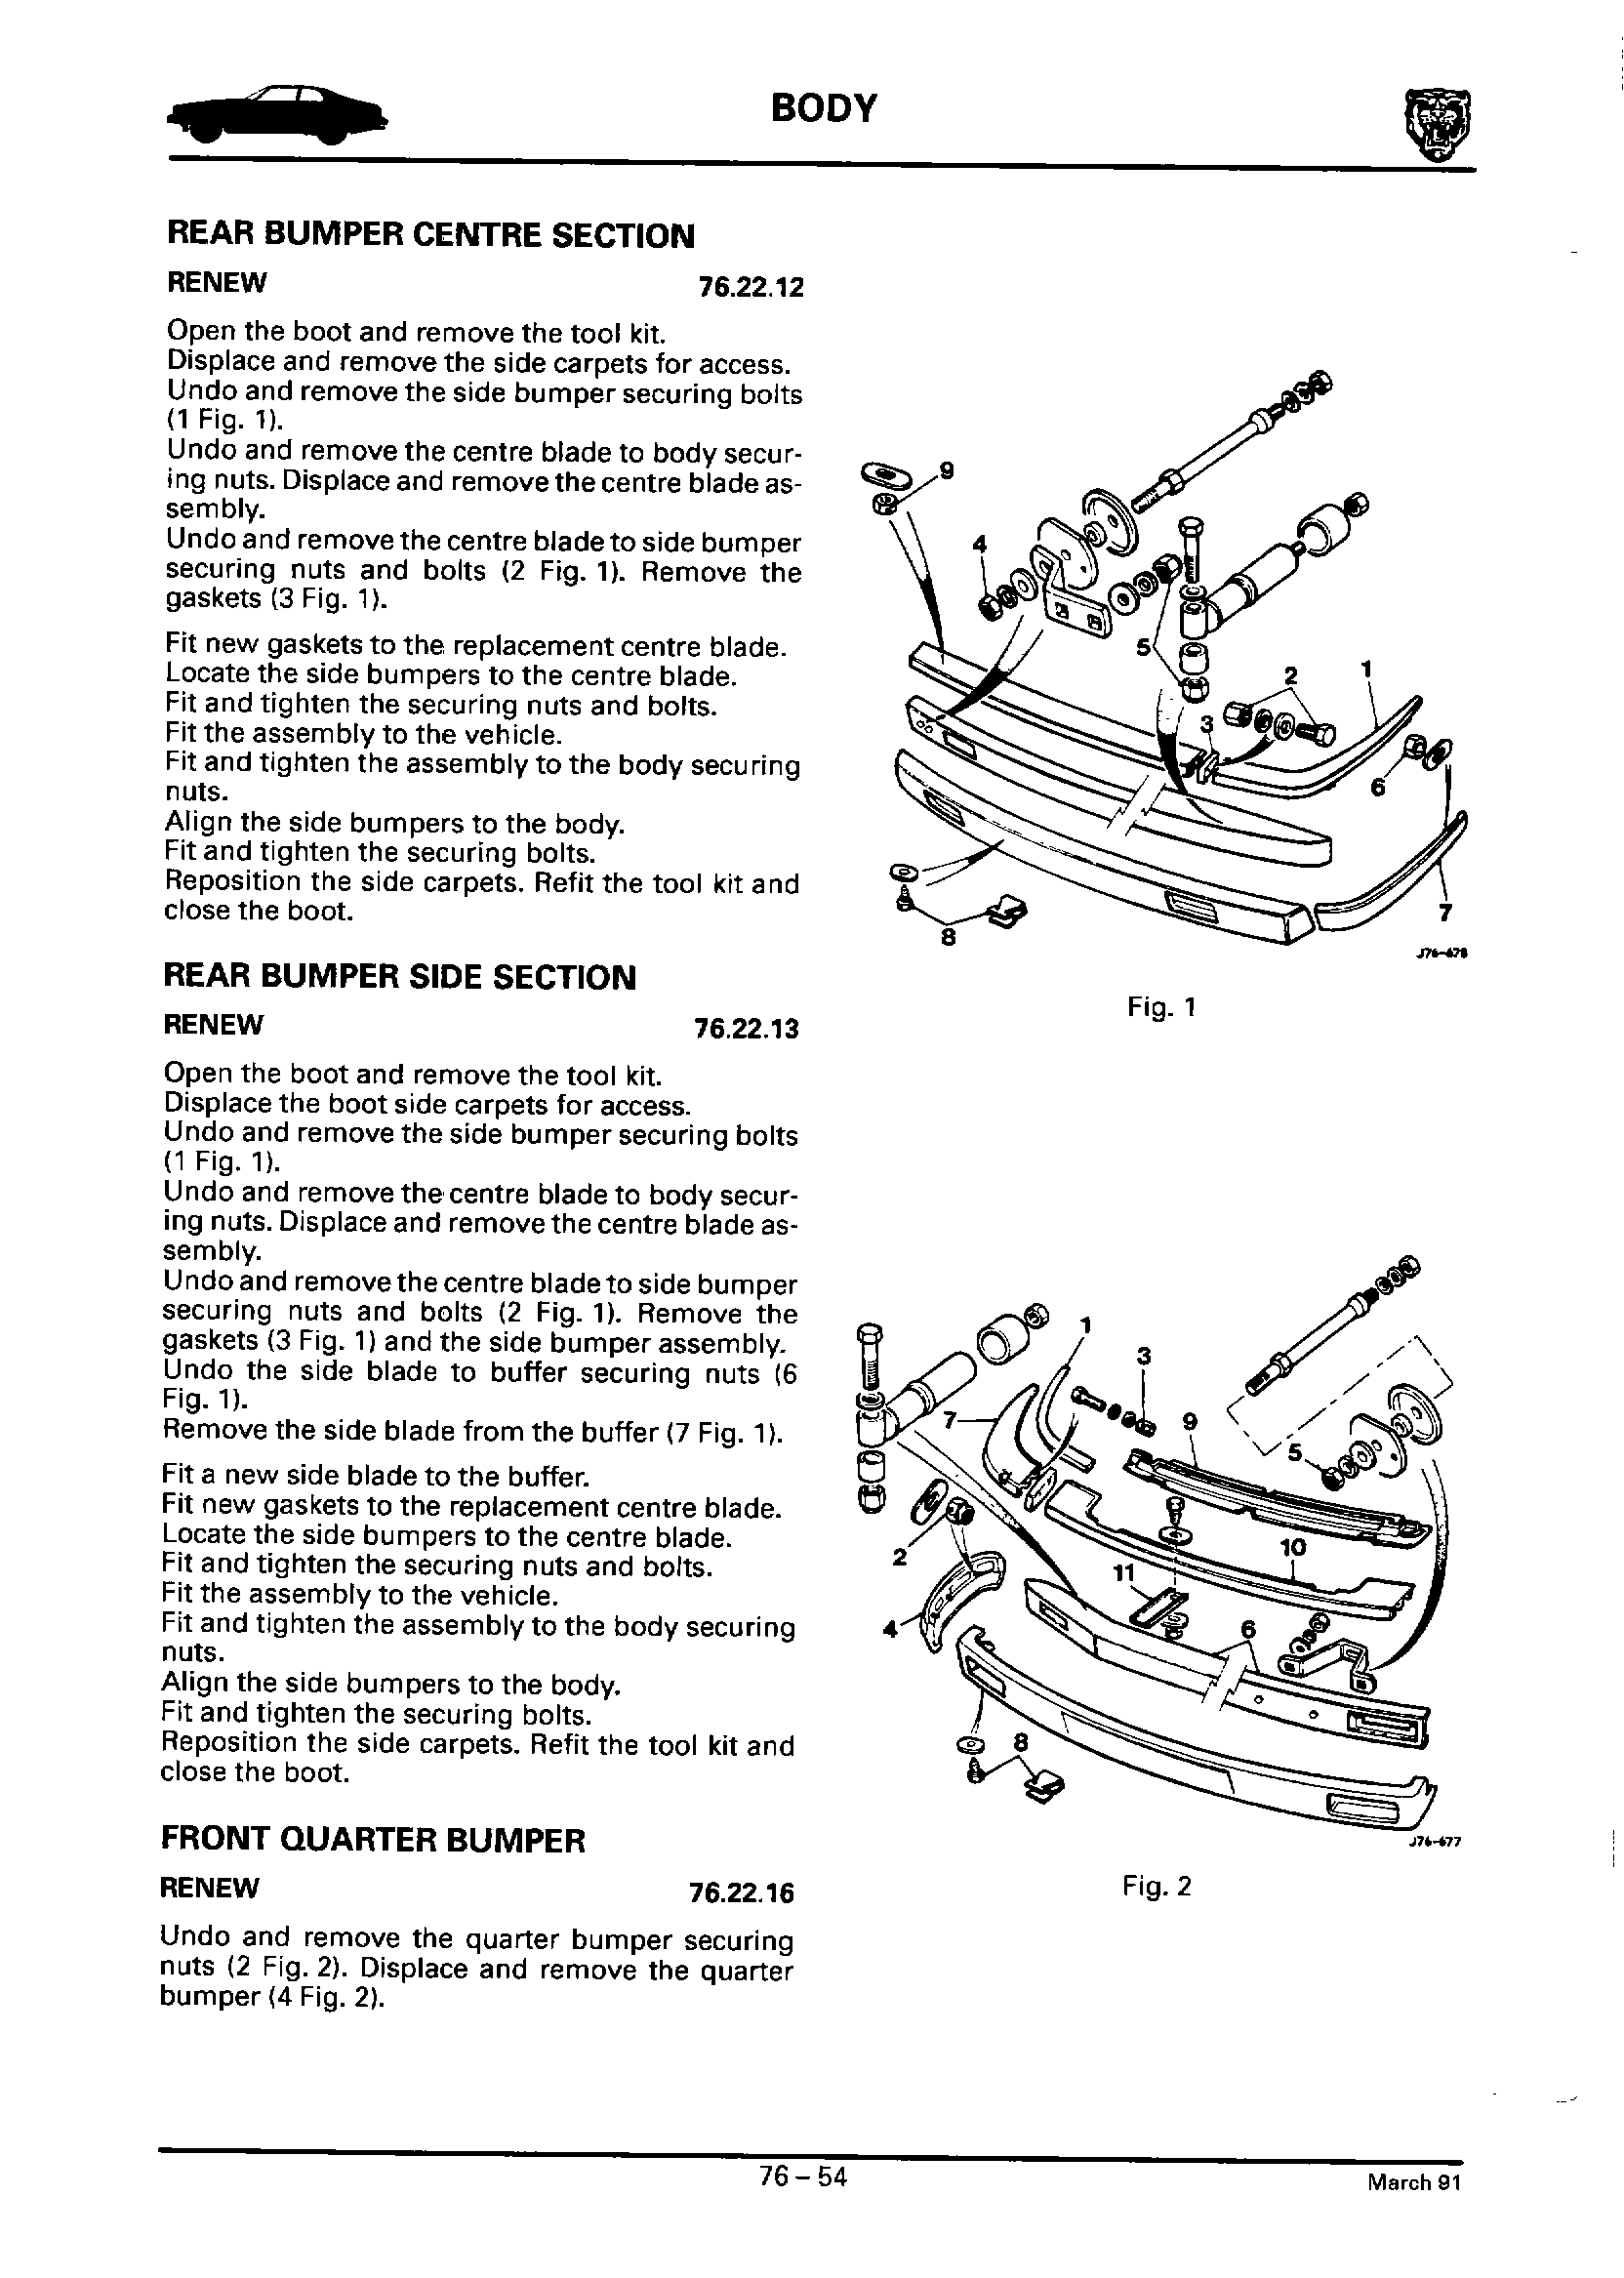 BODY
REAR BUMPER CENTRE SECTION
RENEW 76.22.12
Open the boot and remove the tool kit.
Displace and remove the side carpets for access.
Undo and remove the side bumper securing bolts
(1 Fig. 1).
Undo and remove the centre blade to body secur-
ing nuts. Displace and remove the centre blade as-
sembly.
Undo and remove the centre blade to side bumper
securing nuts and bolts (2 Fig. 1). Remove the
gaskets (3 Fig. 1).
Fit new gaskets to the replacement centre blade.
Locate the side bumpers to the centre blade.
Fit and tighten the securing nuts and bolts.
Fit the assembly to the vehicle.
Fit and tighten the assembly to the body securing
nuts.
Align the side bumpers to the body.
Fit and tighten the securing bolts.
Reposition the side carpets. Refit the tool kit and
close the boot.
REAR BUMPER SIDE SECTION
RENEW 76.22.13
Open the boot and remove the tool kit.
Displace the boot side carpets for access.
Undo and remove the side bumper securing bolts
(1 Fig. 1).
Undo and remove the centre blade to body secur-
ing nuts. Displace and remove the centre blade as-
sembly.
Undo and remove the centre blade to side bumper
securing nuts and bolts (2 Fig. 1). Remove the
gaskets (3 Fig. 1) and the side bumper assembly.
Undo the side blade to buffer securing nuts (6
Fig. 1).
Remove the side blade from the buffer (7 Fig. 1).
Fit a new side blade to the buffer.
Fit new gaskets to the replacement centre blade.
Locate the side bumpers to the centre blade.
Fit and tighten the securing nuts and bolts.
Fit the assembly to the vehicle.
Fit and tighten the assembly to the body securing
nuts.
Align the side bumpers to the body.
Fit and tighten the securing bolts.
Reposition the side carpets. Refit the tool kit and
close the boot.
FRONT QUARTER BUMPER
RENEW 76.22.16
Undo and remove the quarter bumper securing
nuts (2 Fig. 2). Displace and remove the quarter
bumper (4 Fig. 2).
9
4
5
2
1
3
6
7
8
J76-678
Fig. 1
1
3
7
9
5
2
10
11
4
6
8
J76-677
Fig. 2
76 – 54
March 91